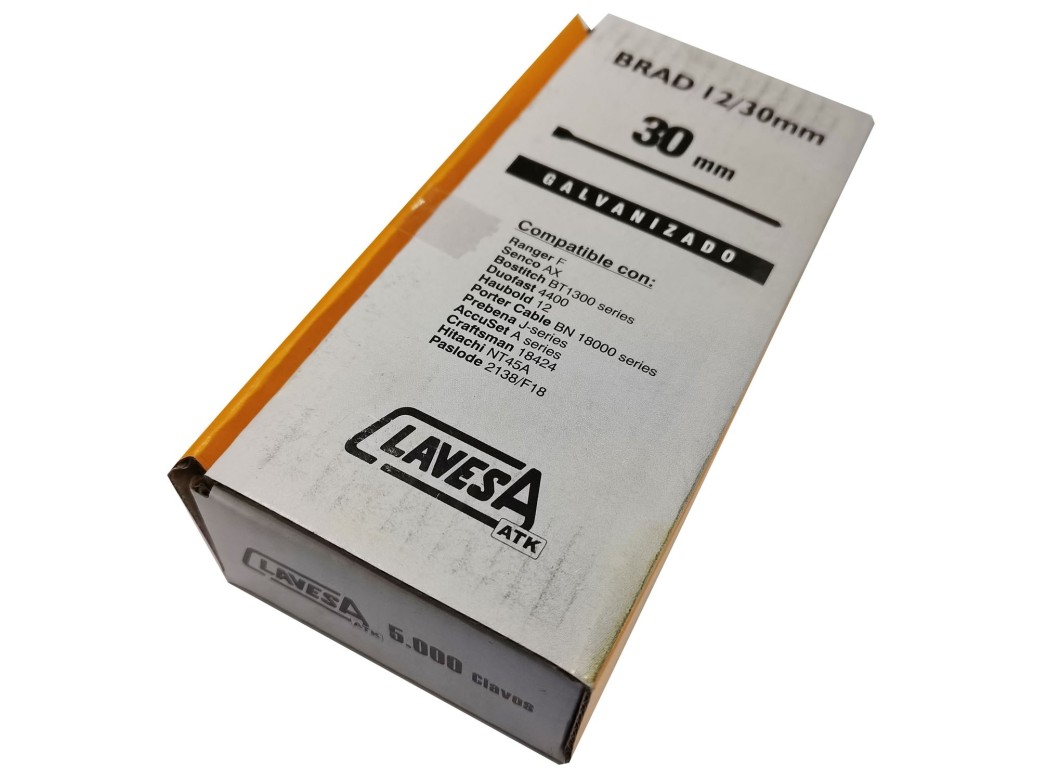 BRAD 12/30mm
30 mm
GALVANIZADO
Compatible con:
Ranger F
Senco AX
Bostitch BT1300 series
Duofast 4400
Haubold 12
Porter Cable BN 18000 series
Prebena J-series
AccuSet A series
Craftsman 18424
Hitachi NT45A
Paslode 2138/F18
CLAVESA
ATK
CLAVESA
ATK
5.000 clavos